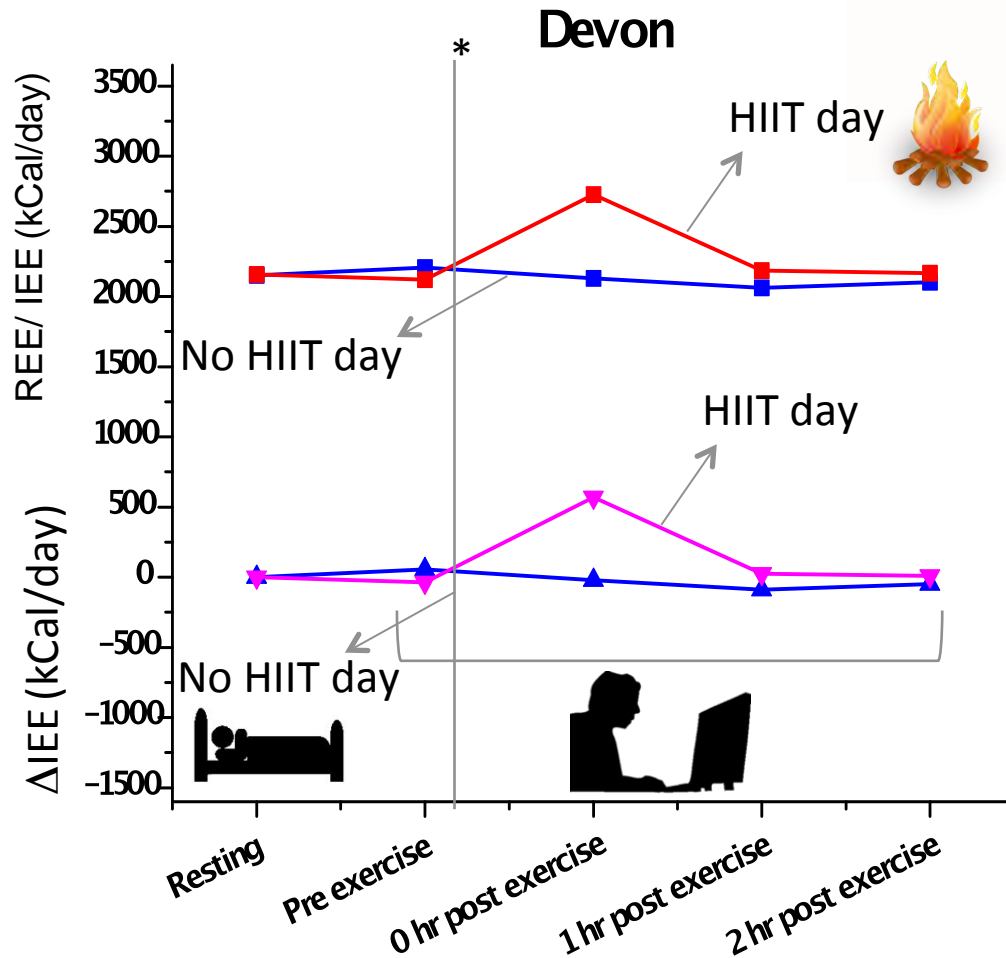 Devon
*
REE/ IEE (kCal/day)
ΔIEE (kCal/day)
3500
3000
2500
2000
1500
1000
500
0
−500
−1000
−1500
HIIT day
No HIIT day
HIIT day
No HIIT day
Resting
Pre exercise
0 hr post exercise
1 hr post exercise
2 hr post exercise